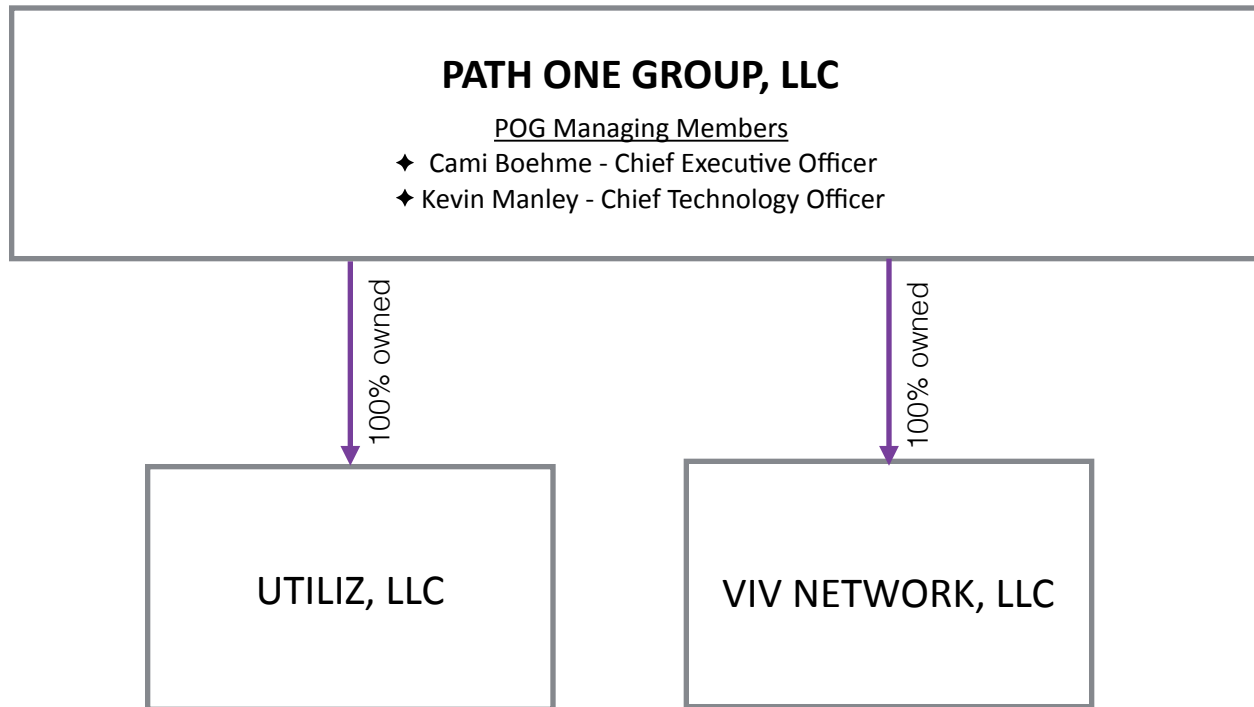 PATH ONE GROUP, LLC
POG Managing Members
✦ Cami Boehme - Chief Executive Officer
✦ Kevin Manley - Chief Technology Officer
100% owned
100% owned
UTILIZ, LLC
VIV NETWORK, LLC